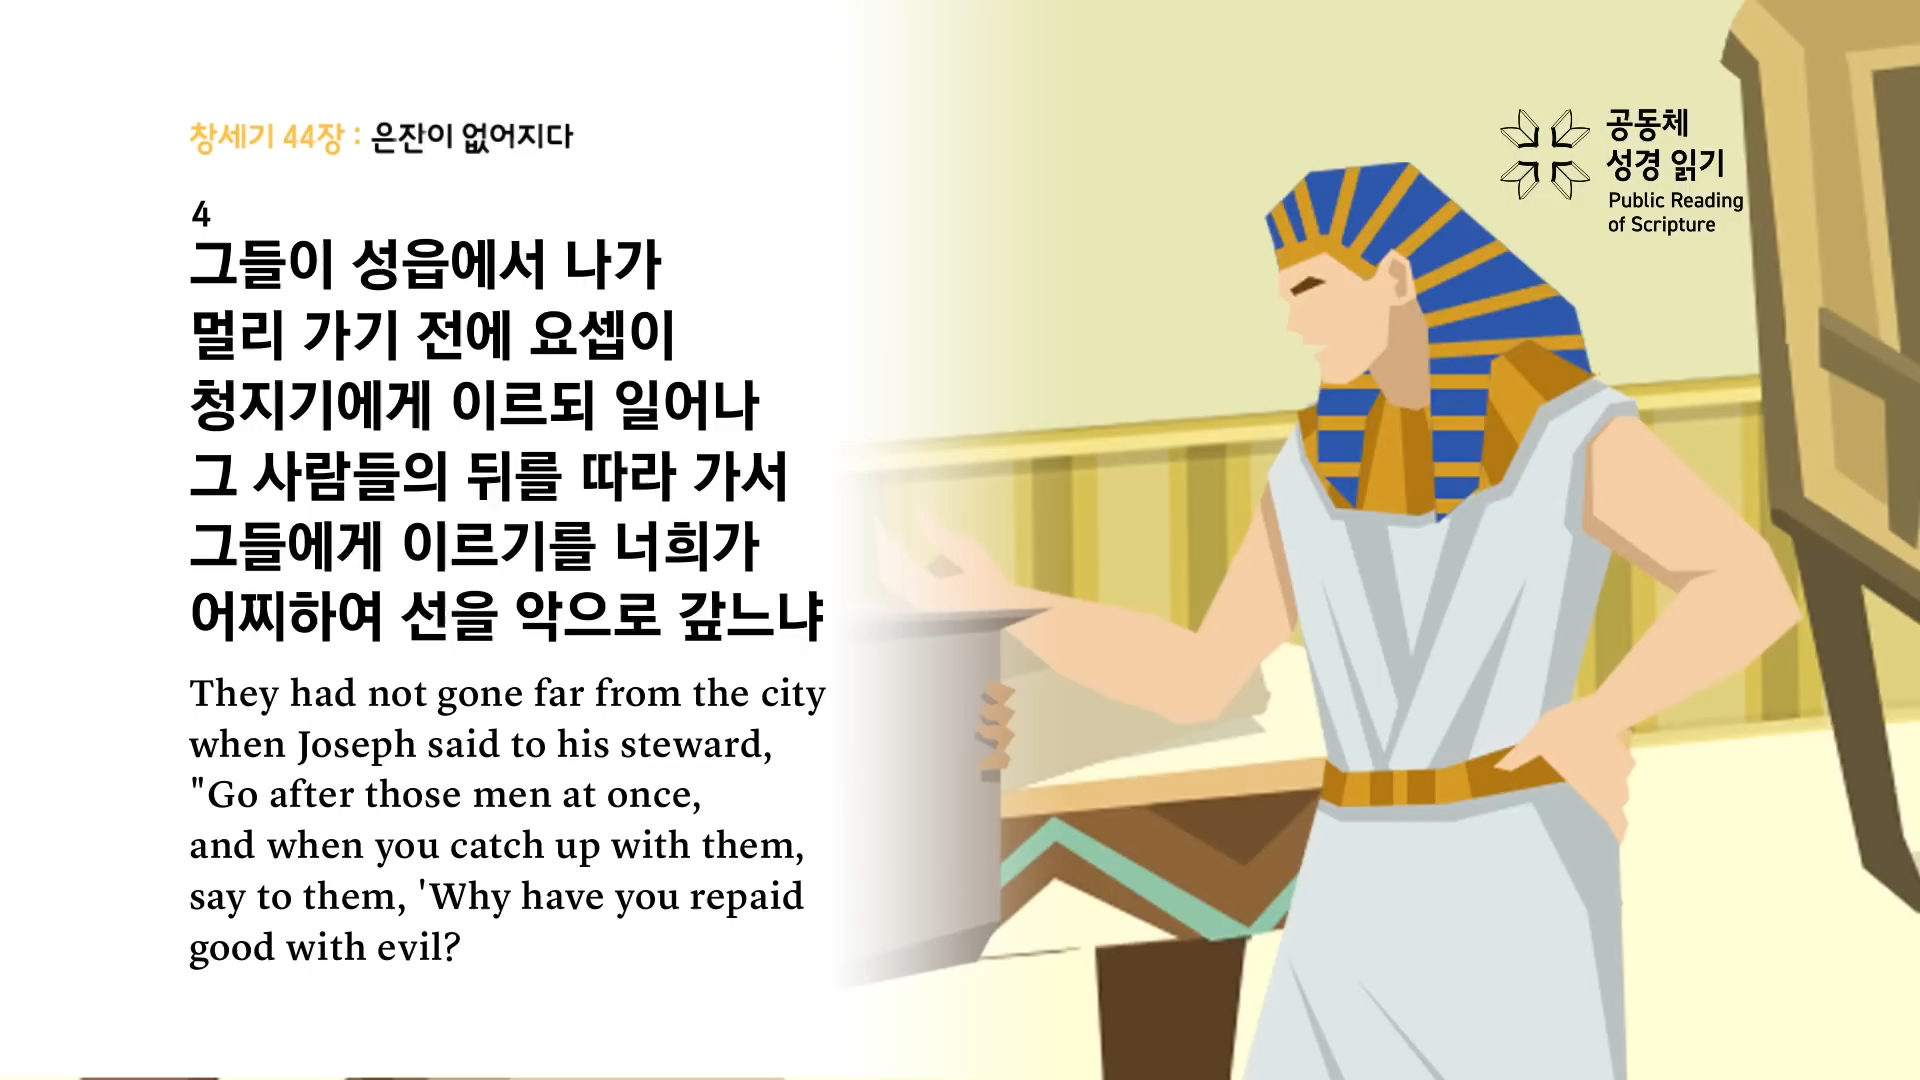 창세기 44장 : 은잔이 없어지다
4
그들이 성읍에서 나가
멀리 가기 전에 요셉이
청지기에게 이르되 일어나
그 사람들의 뒤를 따라 가서
그들에게 이르기를 너희가
어찌하여 선을 악으로 갚느냐
They had not gone far from the city
when Joseph said to his steward,
"Go after those men at once,
and when you catch up with them,
say to them, 'Why have you repaid
good with evil?
공동체
성경 읽기
Public Reading
of Scripture